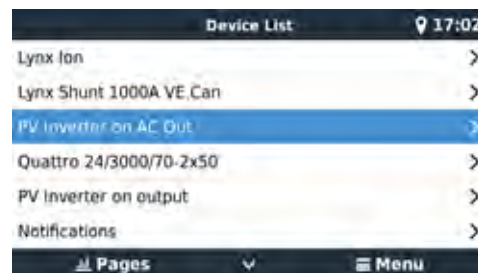 Device List 17:02
Lynx Ion
Lynx Shunt 1000A VE.Can
PV Inverter on AC Out
Quattro 24/3000/70-2x50
PV Inverter on output
Notifications
Pages Menu